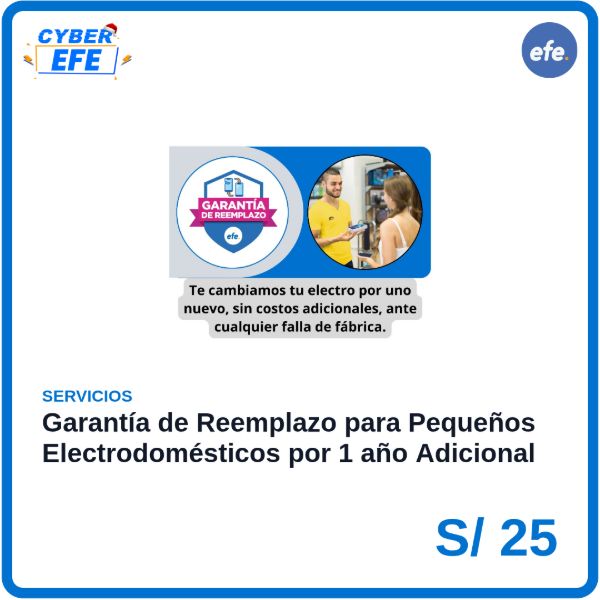 CYBER
EFE
efe.
GARANTÍA
DE REEMPLAZO
efe
Te cambiamos tu electro por uno
nuevo, sin costos adicionales, ante
cualquier falla de fábrica.
SERVICIOS
Garantía de Reemplazo para Pequeños
Electrodomésticos por 1 año Adicional
S/ 25